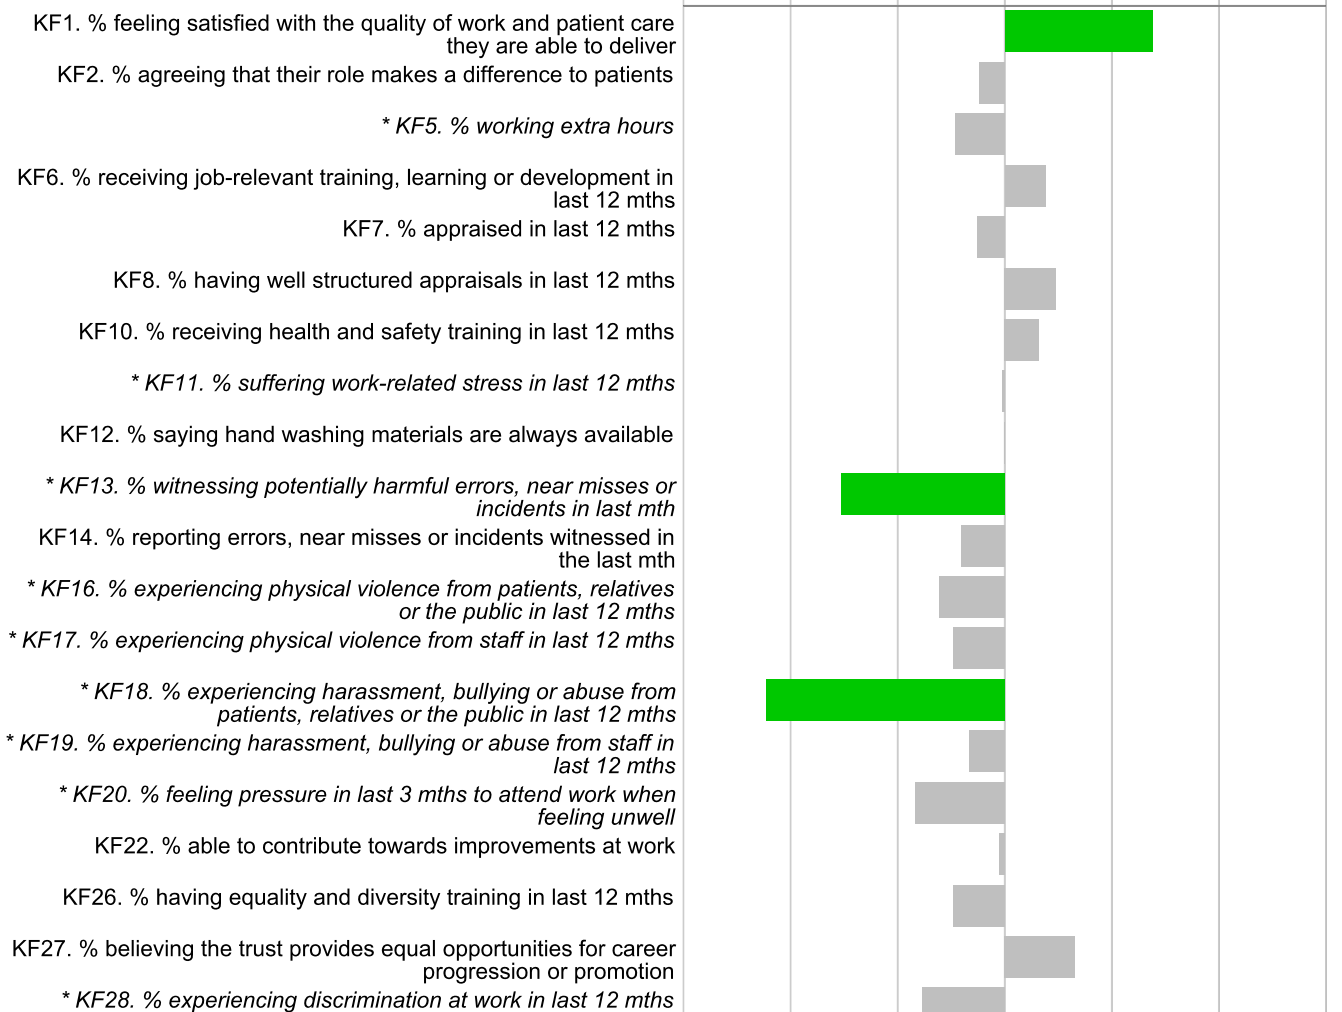 KF1. % feeling satisfied with the quality of work and patient care
they are able to deliver
KF2. % agreeing that their role makes a difference to patients
* KF5. % working extra hours
KF6. % receiving job-relevant training, learning or development in
last 12 mths
KF7. % appraised in last 12 mths
KF8. % having well structured appraisals in last 12 mths
KF10. % receiving health and safety training in last 12 mths
* KF11. % suffering work-related stress in last 12 mths
KF12. % saying hand washing materials are always available
* KF13. % witnessing potentially harmful errors, near misses or
incidents in last mth
KF14. % reporting errors, near misses or incidents witnessed in
the last mth
* KF16. % experiencing physical violence from patients, relatives
or the public in last 12 mths
* KF17. % experiencing physical violence from staff in last 12 mths
* KF18. % experiencing harassment, bullying or abuse from
patients, relatives or the public in last 12 mths
* KF19. % experiencing harassment, bullying or abuse from staff in
last 12 mths
* KF20. % feeling pressure in last 3 mths to attend work when
feeling unwell
KF22. % able to contribute towards improvements at work
KF26. % having equality and diversity training in last 12 mths
KF27. % believing the trust provides equal opportunities for career
progression or promotion
* KF28. % experiencing discrimination at work in last 12 mths